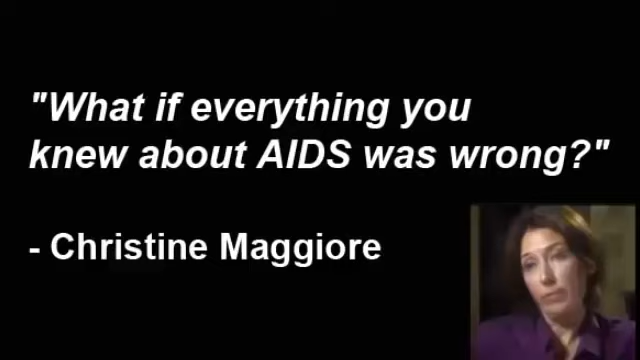 "What if everything you
knew about AIDS was wrong?"
- Christine Maggiore